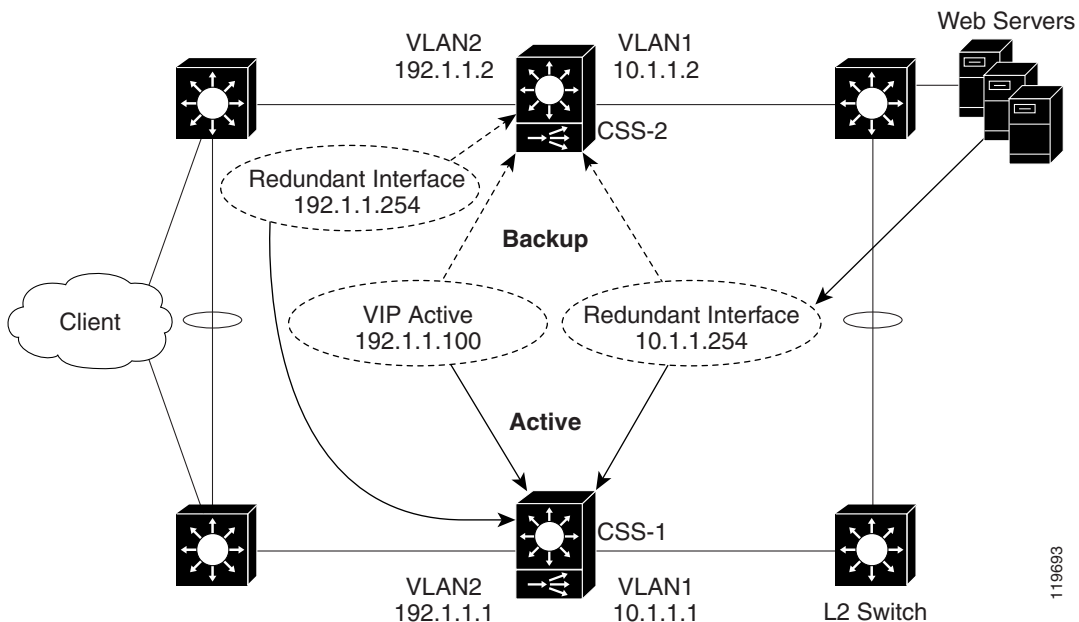 Web Servers
VLAN2
192.1.1.2
VLAN1
10.1.1.2
CSS-2
Redundant Interface
192.1.1.254
Backup
Client
VIP Active
192.1.1.100
Redundant Interface
10.1.1.254
Active
CSS-1
VLAN2
192.1.1.1
VLAN1
10.1.1.1
L2 Switch
119693